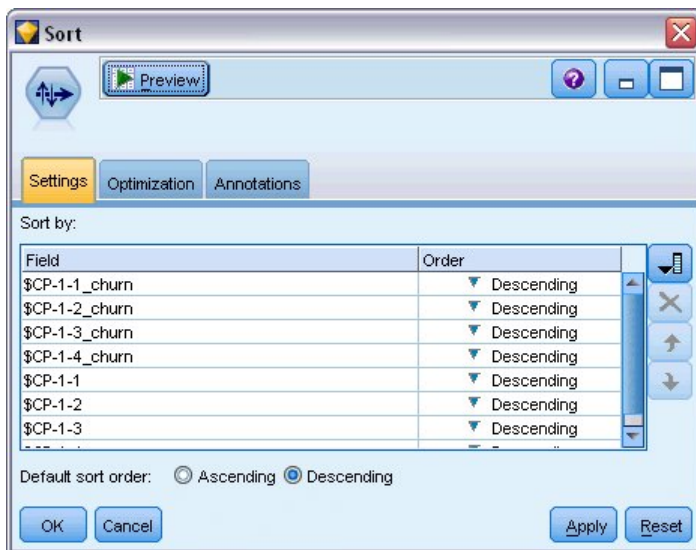 Sort
Preview
Settings Optimization Annotations
Sort by:
Field Order
$CP-1-1_churn Descending
$CP-1-2_churn Descending
$CP-1-3_churn Descending
$CP-1-4_churn Descending
$CP-1-1 Descending
$CP-1-2 Descending
$CP-1-3 Descending
Default sort order: Ascending Descending
OK Cancel Apply Reset